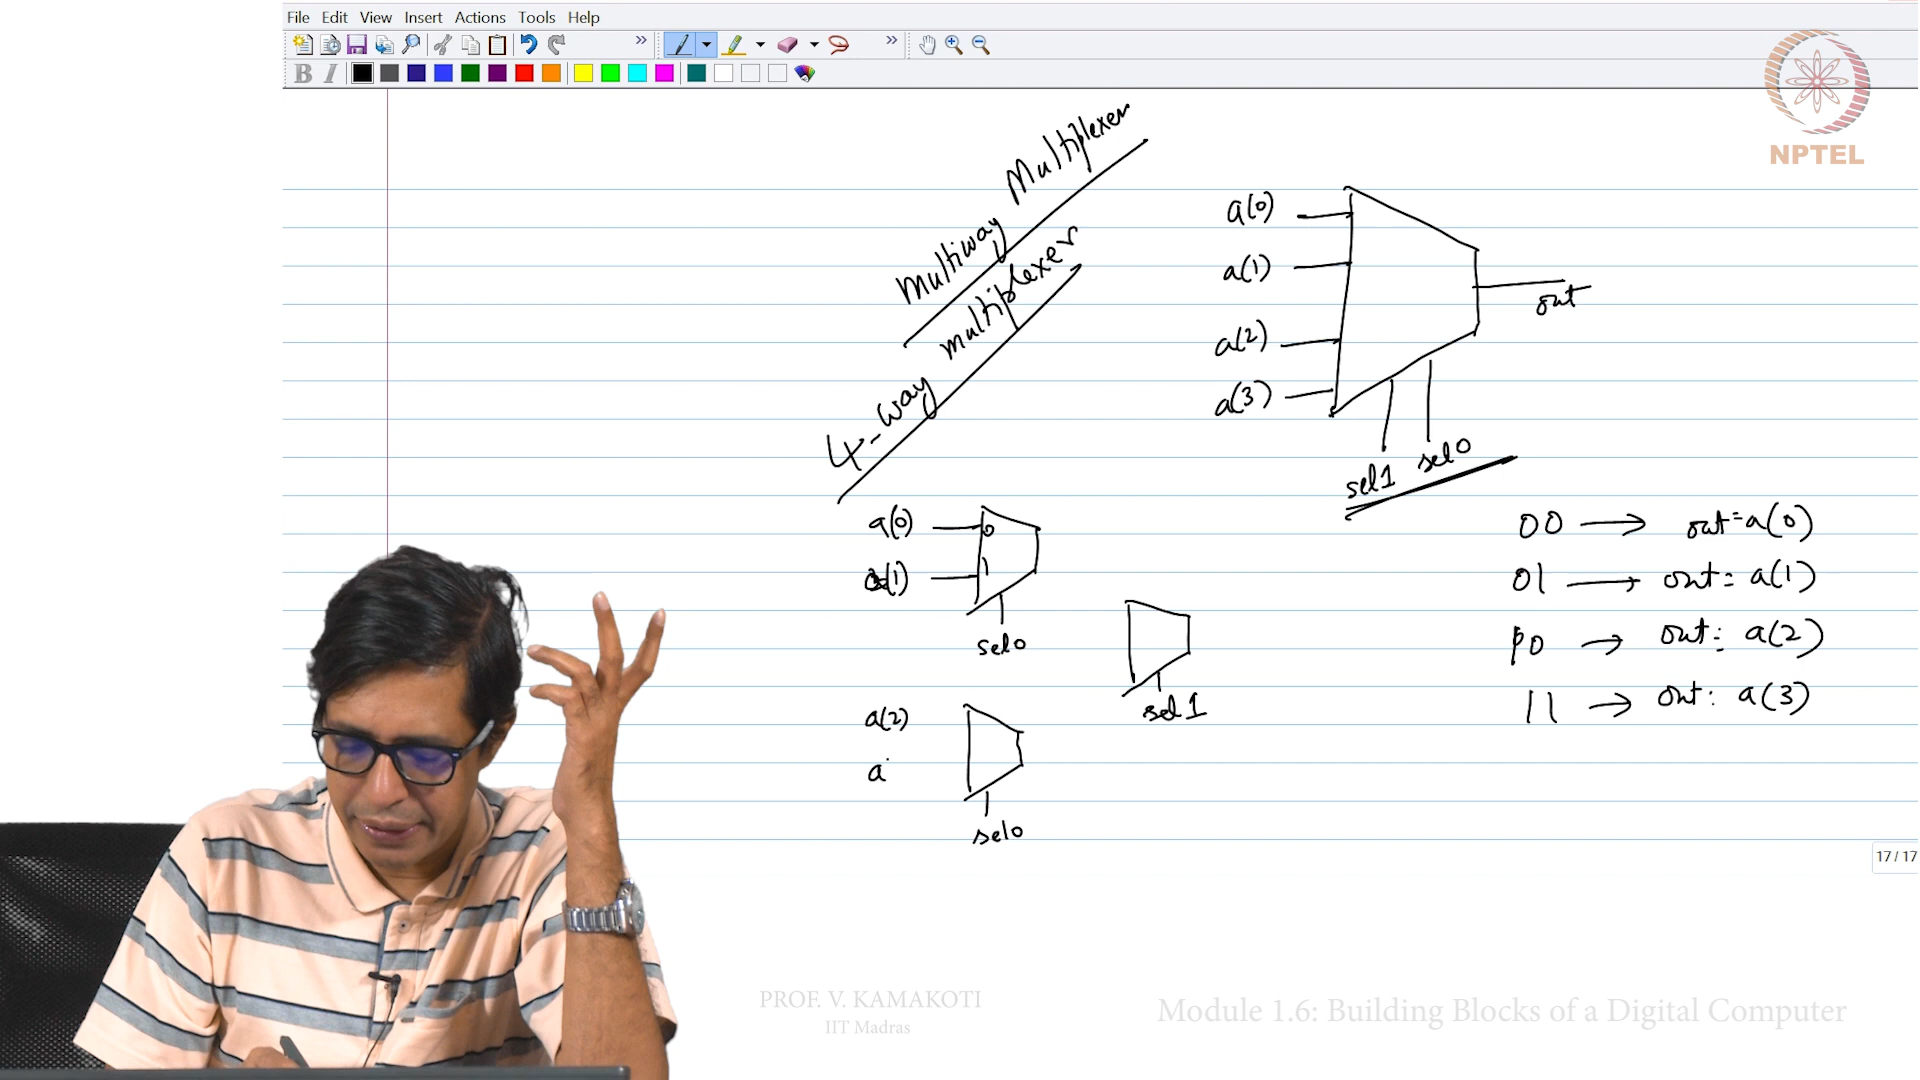 File Edit View Insert Actions Tools Help
B I
NPTEL
Multiway Multiplexer
4-way multiplexer
a(0)
a(1)
a(2)
a(3)
out
sel1 sel0
a(0) 0
a(1) 1
sel0
sel1
a(2)
a
sel0
00 → out=a(0)
01 → out= a(1)
10 → out= a(2)
11 → out: a(3)
17 / 17
PROF. V. KAMAKOTI
IIT Madras
Module 1.6: Building Blocks of a Digital Computer